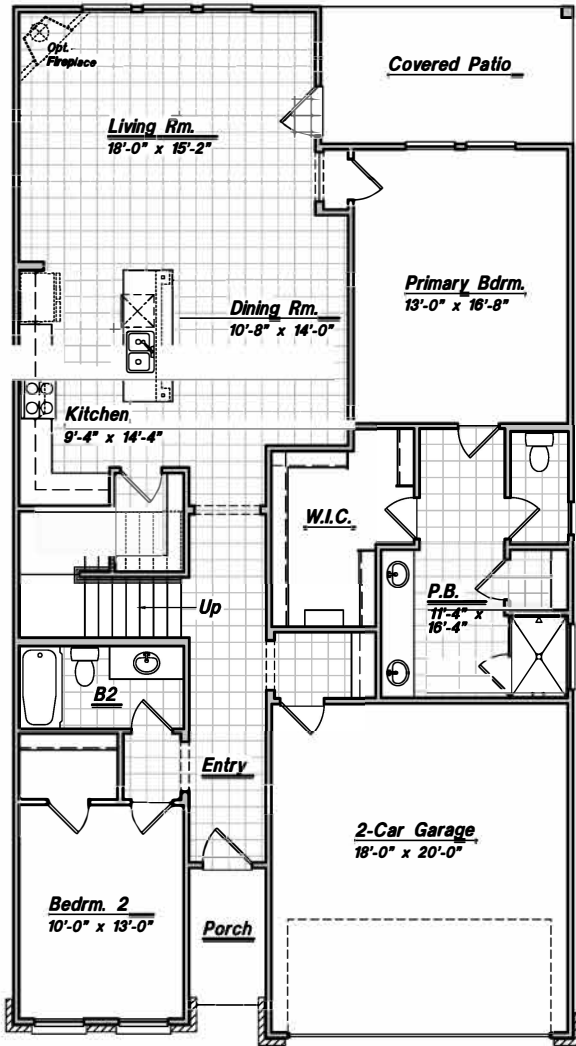 Opt.
Fireplace
Covered Patio
Living Rm.
18'-0" x 15'-2"
Primary Bdrm.
13'-0" x 16'-8"
Dining Rm.
10'-8" x 14'-0"
Kitchen
9'-4" x 14'-4"
W.I.C.
P.B.
11'-4" x
16'-4"
Up
B2
Entry
2-Car Garage
18'-0" x 20'-0"
Bedrm. 2
10'-0" x 13'-0"
Porch